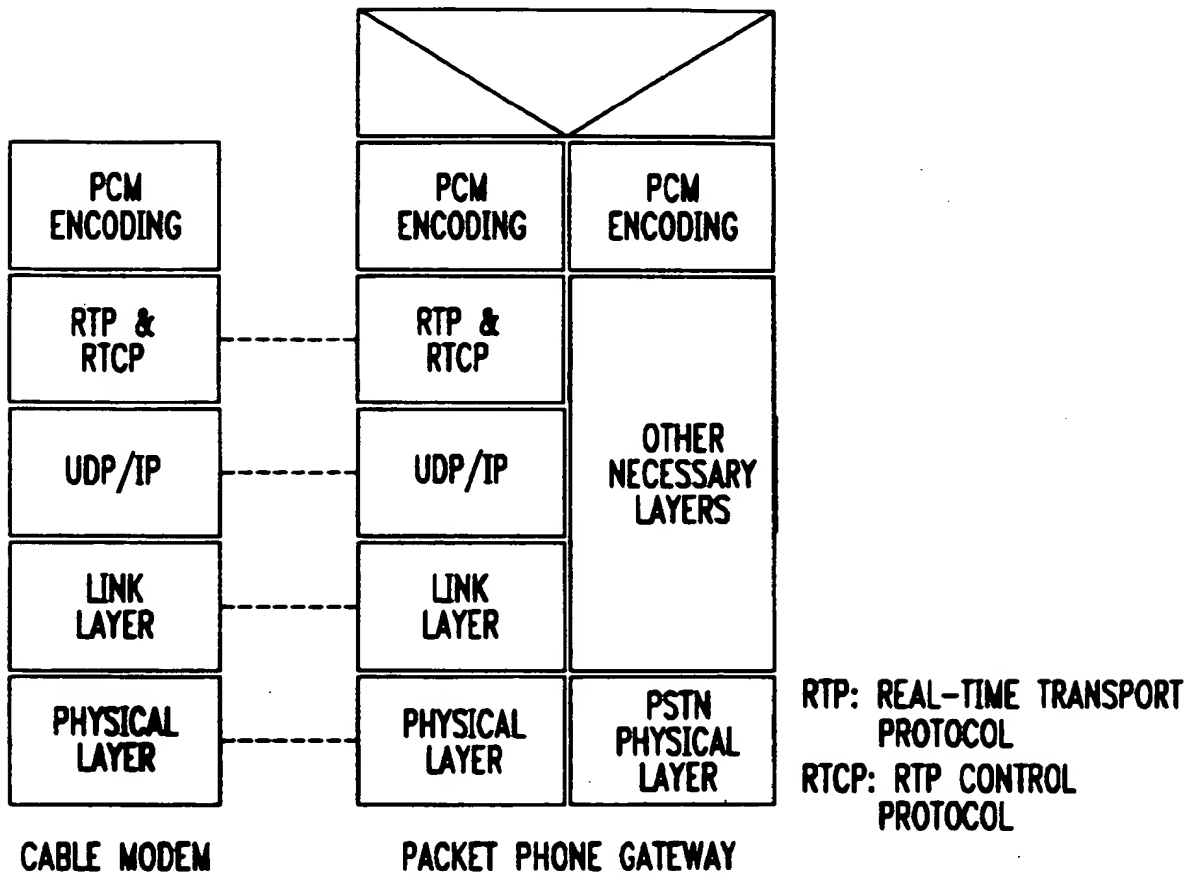 PCM
ENCODING
PCM
ENCODING
PCM
ENCODING
RTP &
RTCP
RTP &
RTCP
UDP/IP
UDP/IP
OTHER
NECESSARY
LAYERS
LINK
LAYER
LINK
LAYER
PHYSICAL
LAYER
PHYSICAL
LAYER
PSTN
PHYSICAL
LAYER
RTP: REAL-TIME TRANSPORT
PROTOCOL
RTCP: RTP CONTROL
PROTOCOL
CABLE MODEM
PACKET PHONE GATEWAY